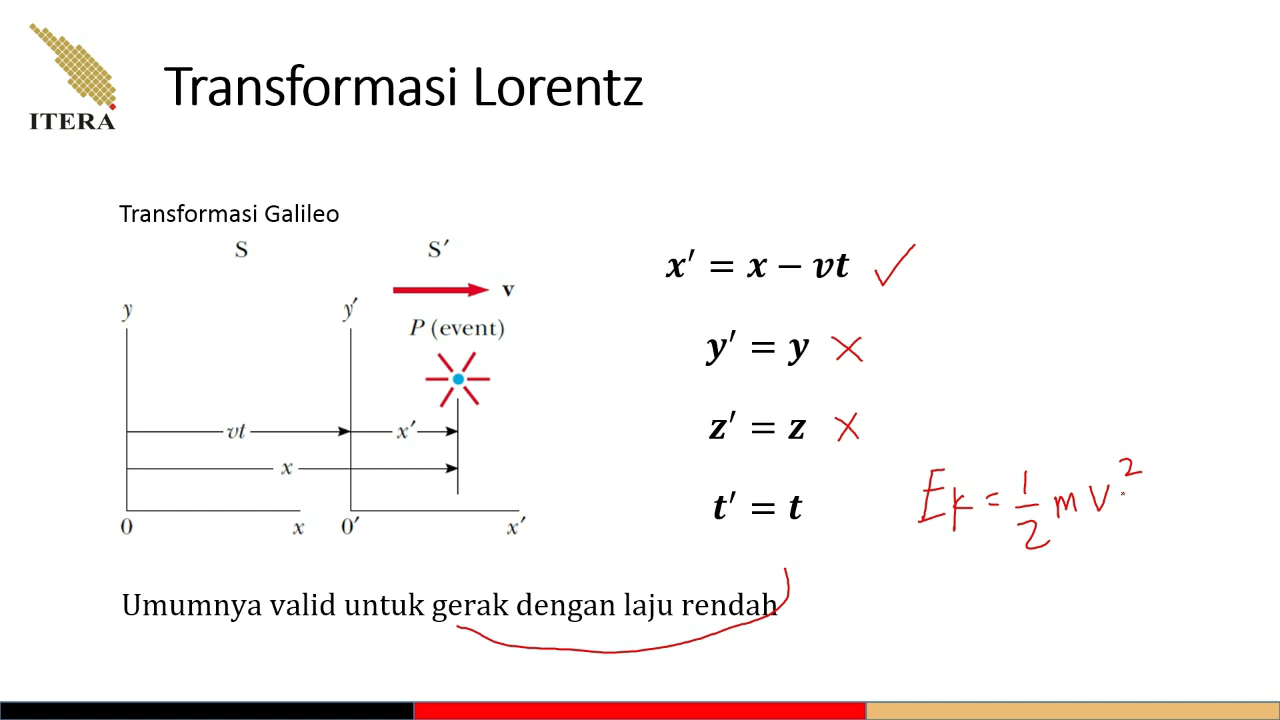 ITERA
Transformasi Lorentz
Transformasi Galileo
S
S′
v
y
y′
P (event)
vt
x′
x
0
x
0′
x′
x′ = x − vt ✓
y′ = y ×
z′ = z ×
t′ = t
Ek = 1/2 m v²
Umumnya valid untuk gerak dengan laju rendah